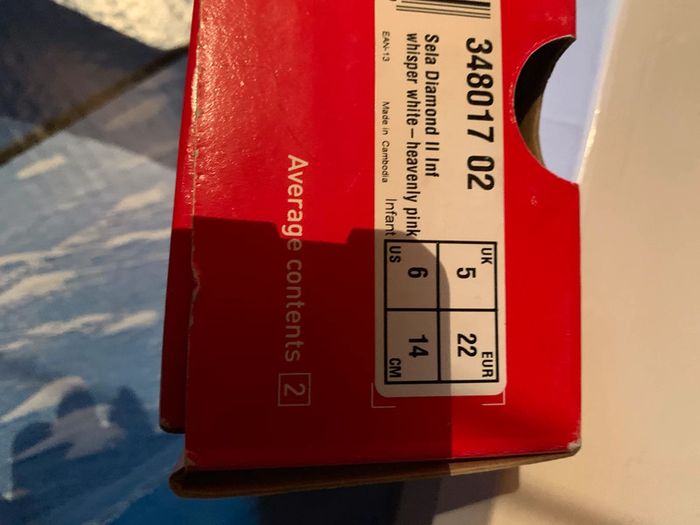 348017 02
Sela Diamond II Inf
whisper white – heavenly pink
EAN-13 Made in Cambodia Infant
UK 5 22 EUR
US 6 14 CM
Average contents 2